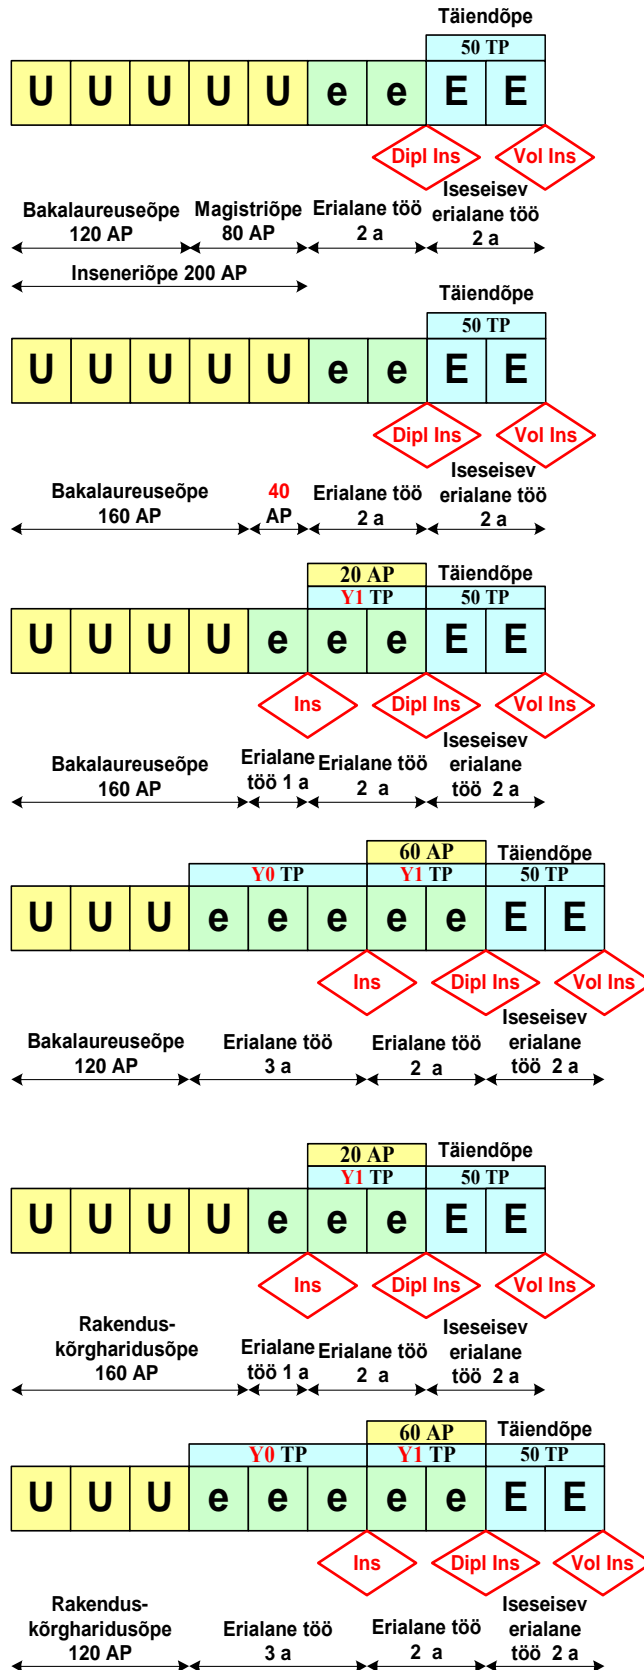 Täiendõpe
50 TP
U U U U U e e E E
Dipl Ins Vol Ins
Bakalaureuseõpe 120 AP
Magistriõpe 80 AP
Erialane töö 2 a
Iseseisev erialane töö 2 a
Inseneriõpe 200 AP
Täiendõpe
50 TP
U U U U U e e E E
Dipl Ins Vol Ins
Bakalaureuseõpe 160 AP
40 AP
Erialane töö 2 a
Iseseisev erialane töö 2 a
20 AP Täiendõpe
Y1 TP 50 TP
U U U U e e e E E
Ins Dipl Ins Vol Ins
Bakalaureuseõpe 160 AP
Erialane töö 1 a
Erialane töö 2 a
Iseseisev erialane töö 2 a
60 AP Täiendõpe
Y0 TP Y1 TP 50 TP
U U U e e e e e E E
Ins Dipl Ins Vol Ins
Bakalaureuseõpe 120 AP
Erialane töö 3 a
Erialane töö 2 a
Iseseisev erialane töö 2 a
20 AP Täiendõpe
Y1 TP 50 TP
U U U U e e e E E
Ins Dipl Ins Vol Ins
Rakendus-kõrgharidusõpe 160 AP
Erialane töö 1 a
Erialane töö 2 a
Iseseisev erialane töö 2 a
60 AP Täiendõpe
Y0 TP Y1 TP 50 TP
U U U e e e e e E E
Ins Dipl Ins Vol Ins
Rakendus-kõrgharidusõpe 120 AP
Erialane töö 3 a
Erialane töö 2 a
Iseseisev erialane töö 2 a